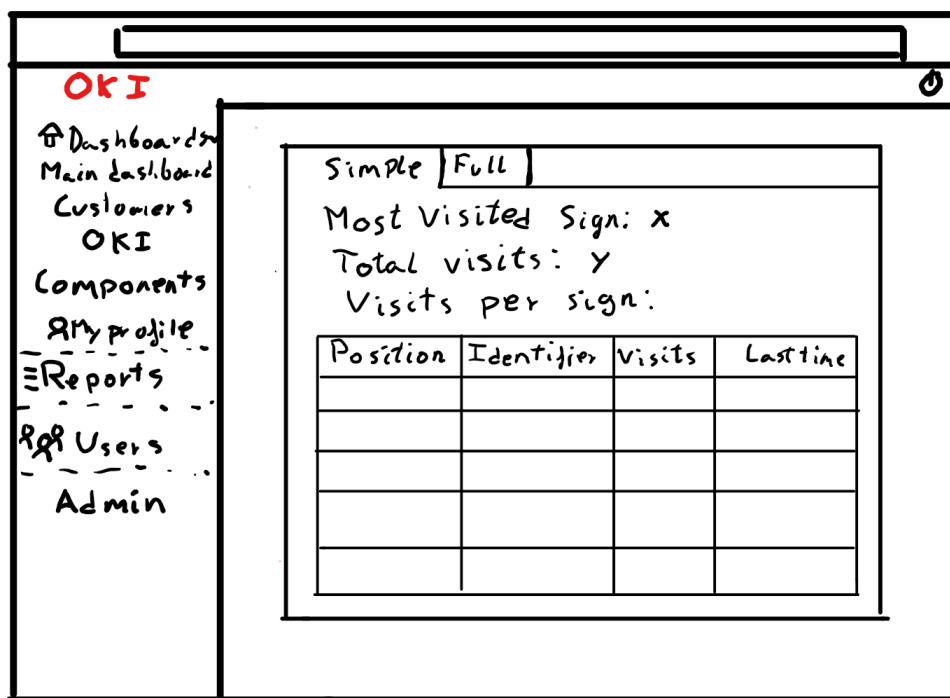 OKI
Dashboards
Main dashboard
Customers
OKI
Components
My profile
Reports
Users
Admin
Simple Full
Most Visited Sign: x
Total visits: y
Visits per sign:
Position Identifier Visits Last time